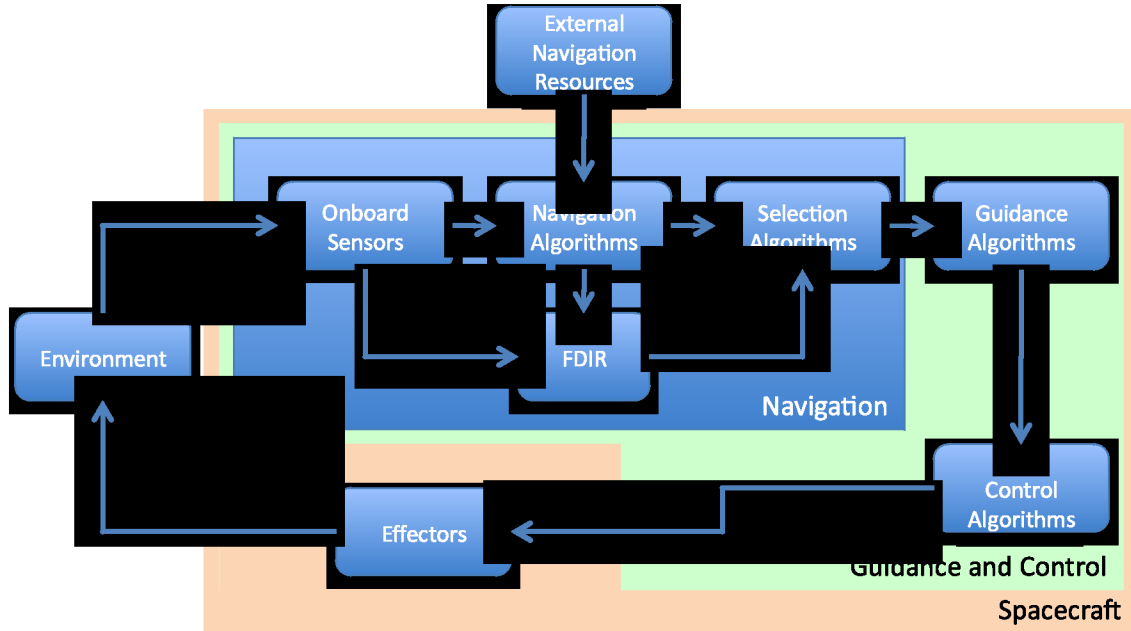 External
Navigation
Resources
Onboard
Sensors
Navigation
Algorithms
Selection
Algorithms
Guidance
Algorithms
Environment
FDIR
Navigation
Control
Algorithms
Effectors
Guidance and Control
Spacecraft